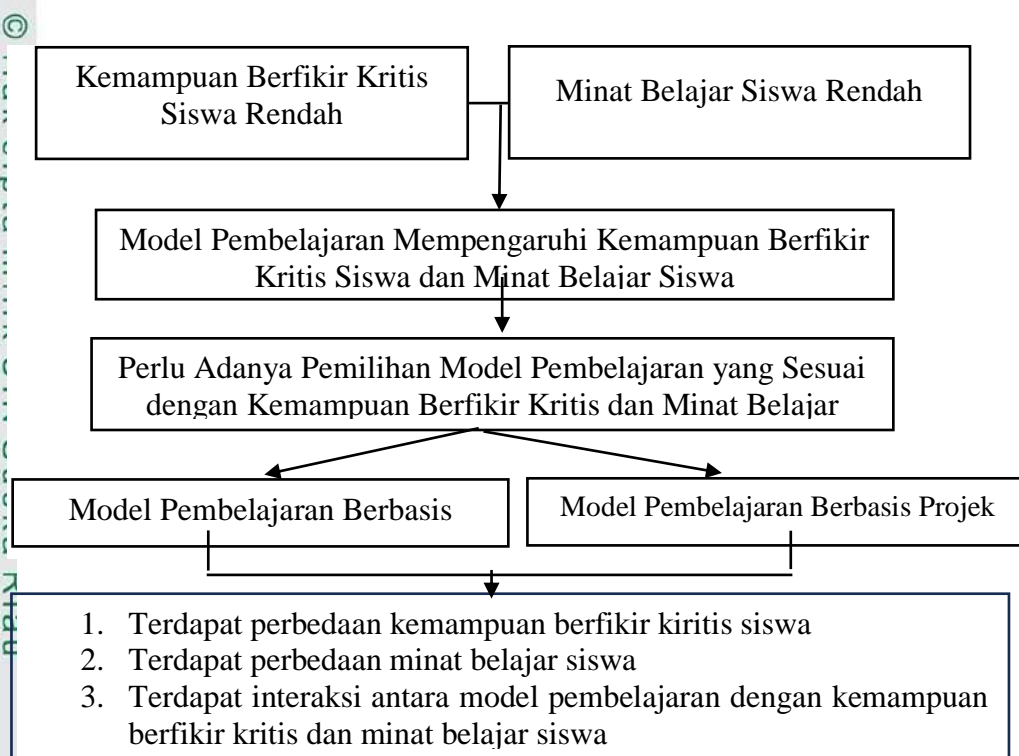 ©
Kemampuan Berfikir Kritis
Siswa Rendah
Minat Belajar Siswa Rendah
Model Pembelajaran Mempengaruhi Kemampuan Berfikir
Kritis Siswa dan Minat Belajar Siswa
Perlu Adanya Pemilihan Model Pembelajaran yang Sesuai
dengan Kemampuan Berfikir Kritis dan Minat Belajar
Model Pembelajaran Berbasis
Model Pembelajaran Berbasis Projek
1. Terdapat perbedaan kemampuan berfikir kiritis siswa
2. Terdapat perbedaan minat belajar siswa
3. Terdapat interaksi antara model pembelajaran dengan kemampuan
berfikir kritis dan minat belajar siswa